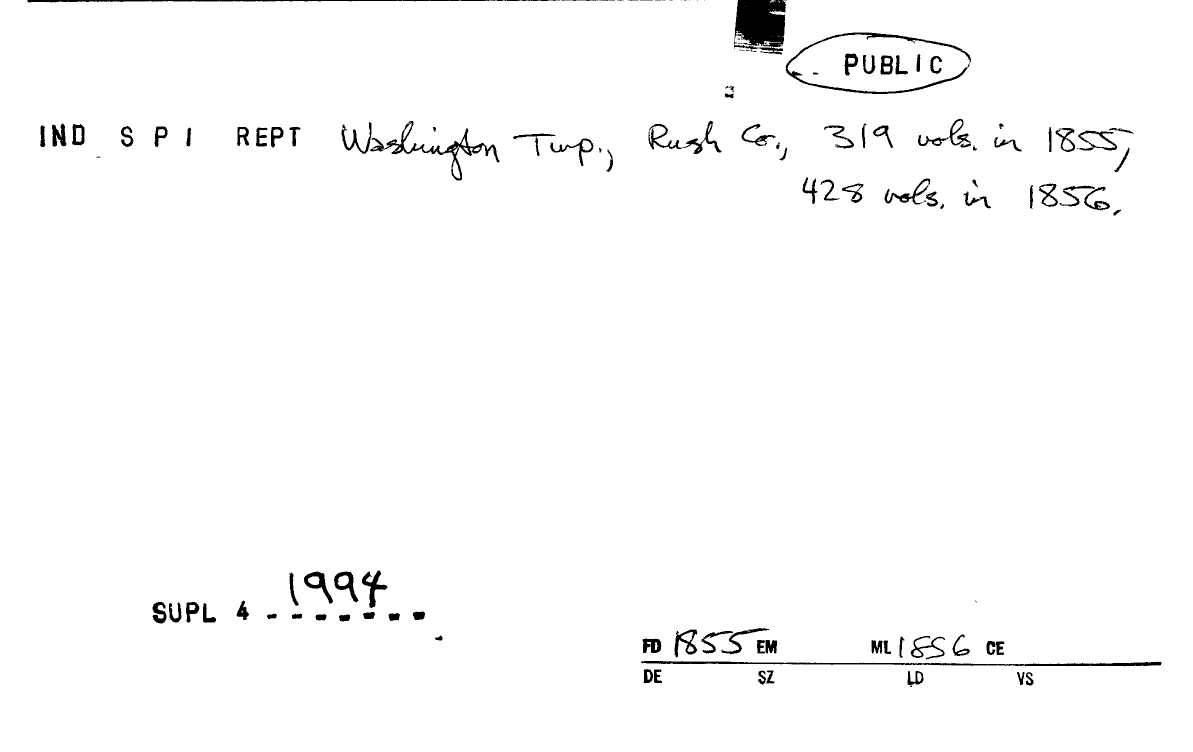 PUBLIC
IND S P I REPT Washington Twp., Rush Co., 319 vols. in 1855,
428 vols. in 1856.
SUPL 4 1994
FD 1855 EM ML 1856 CE
DE SZ LD VS